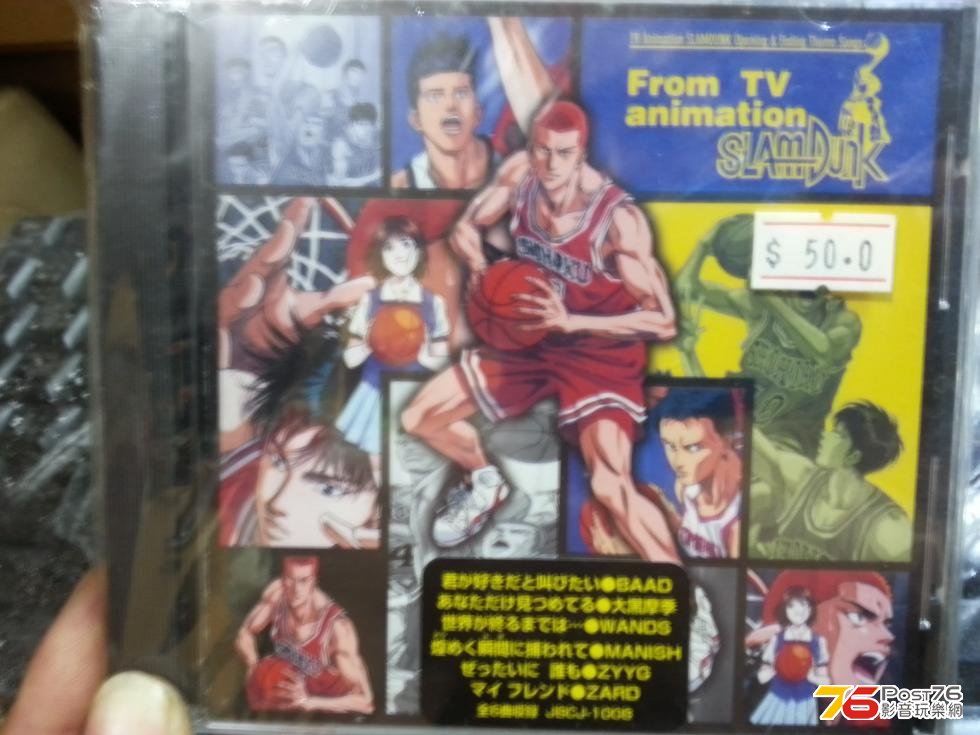 TV Animation SLAMDUNK Opening & Ending Theme Songs
From TV
animation
SLAMDUNK
$ 50.0
SHOHOKU
君が好きだと叫びたい●BAAD
あなただけ見つめてる●大黒摩季
世界が終るまでは…●WANDS
煌めく瞬間に捕われて●MANISH
ぜったいに 誰も●ZYYG
マイ フレンド●ZARD
全6曲収録 JBCJ-1008
76 Post76
影音玩樂網